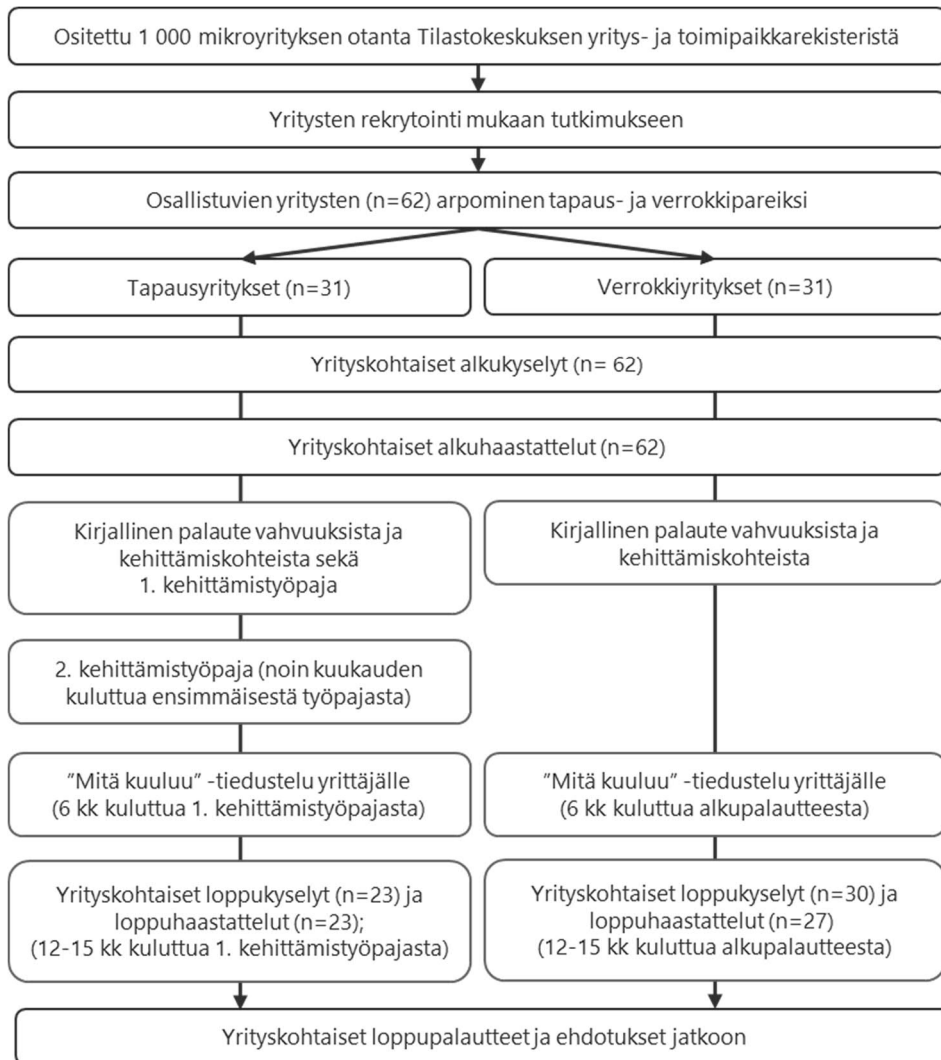 Ositettu 1 000 mikroyrityksen otanta Tilastokeskuksen yritys- ja toimipaikkarekisteristä
Yritysten rekrytointi mukaan tutkimukseen
Osallistuvien yritysten (n=62) arpominen tapaus- ja verrokkipareiksi
Tapausyritykset (n=31)
Verrokkiyritykset (n=31)
Yrityskohtaiset alkukyselyt (n= 62)
Yrityskohtaiset alkuhaastattelut (n=62)
Kirjallinen palaute vahvuuksista ja
kehittämiskohteista sekä
1. kehittämistyöpaja
Kirjallinen palaute vahvuuksista ja
kehittämiskohteista
2. kehittämistyöpaja (noin kuukauden
kuluttua ensimmäisestä työpajasta)
”Mitä kuuluu” -tiedustelu yrittäjälle
(6 kk kuluttua 1. kehittämistyöpajasta)
”Mitä kuuluu” -tiedustelu yrittäjälle
(6 kk kuluttua alkupalautteesta)
Yrityskohtaiset loppukyselyt (n=23) ja
loppuhaastattelut (n=23);
(12-15 kk kuluttua 1. kehittämistyöpajasta)
Yrityskohtaiset loppukyselyt (n=30) ja
loppuhaastattelut (n=27)
(12-15 kk kuluttua alkupalautteesta)
Yrityskohtaiset loppupalautteet ja ehdotukset jatkoon